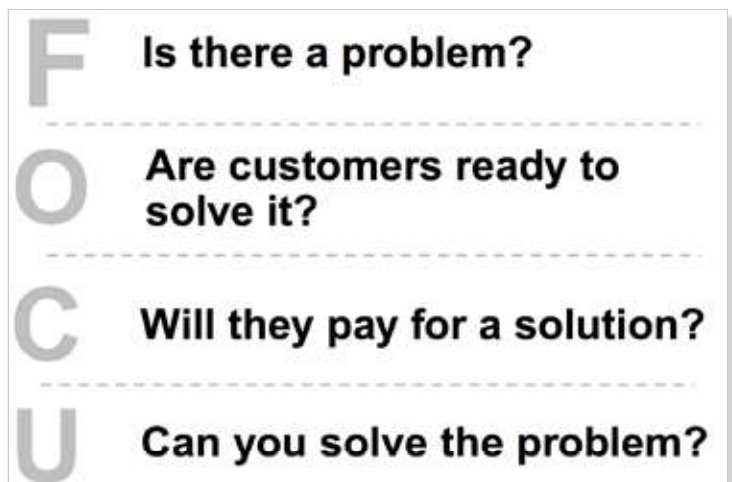 F Is there a problem?
O Are customers ready to
solve it?
C Will they pay for a solution?
U Can you solve the problem?